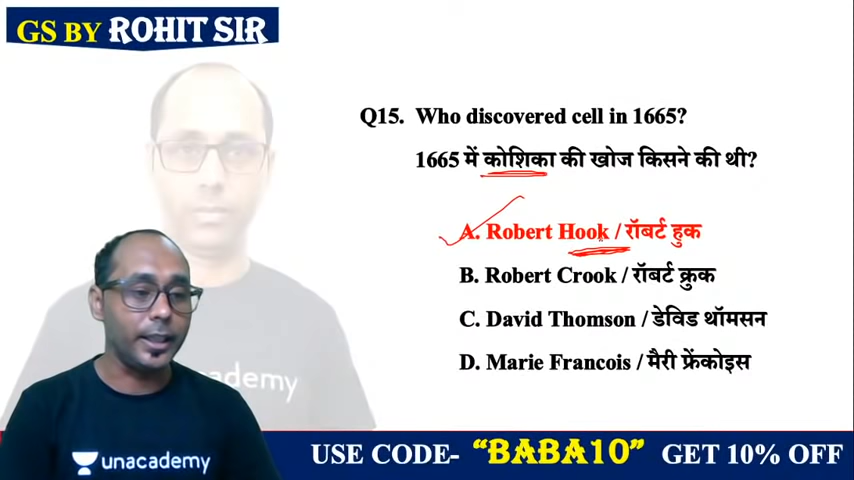 GS BY ROHIT SIR
Q15. Who discovered cell in 1665?
1665 में कोशिका की खोज किसने की थी?
A. Robert Hook / रॉबर्ट हुक
B. Robert Crook / रॉबर्ट क्रुक
C. David Thomson / डेविड थॉमसन
D. Marie Francois / मैरी फ्रेंकोइस
unacademy
USE CODE- “BABA10” GET 10% OFF